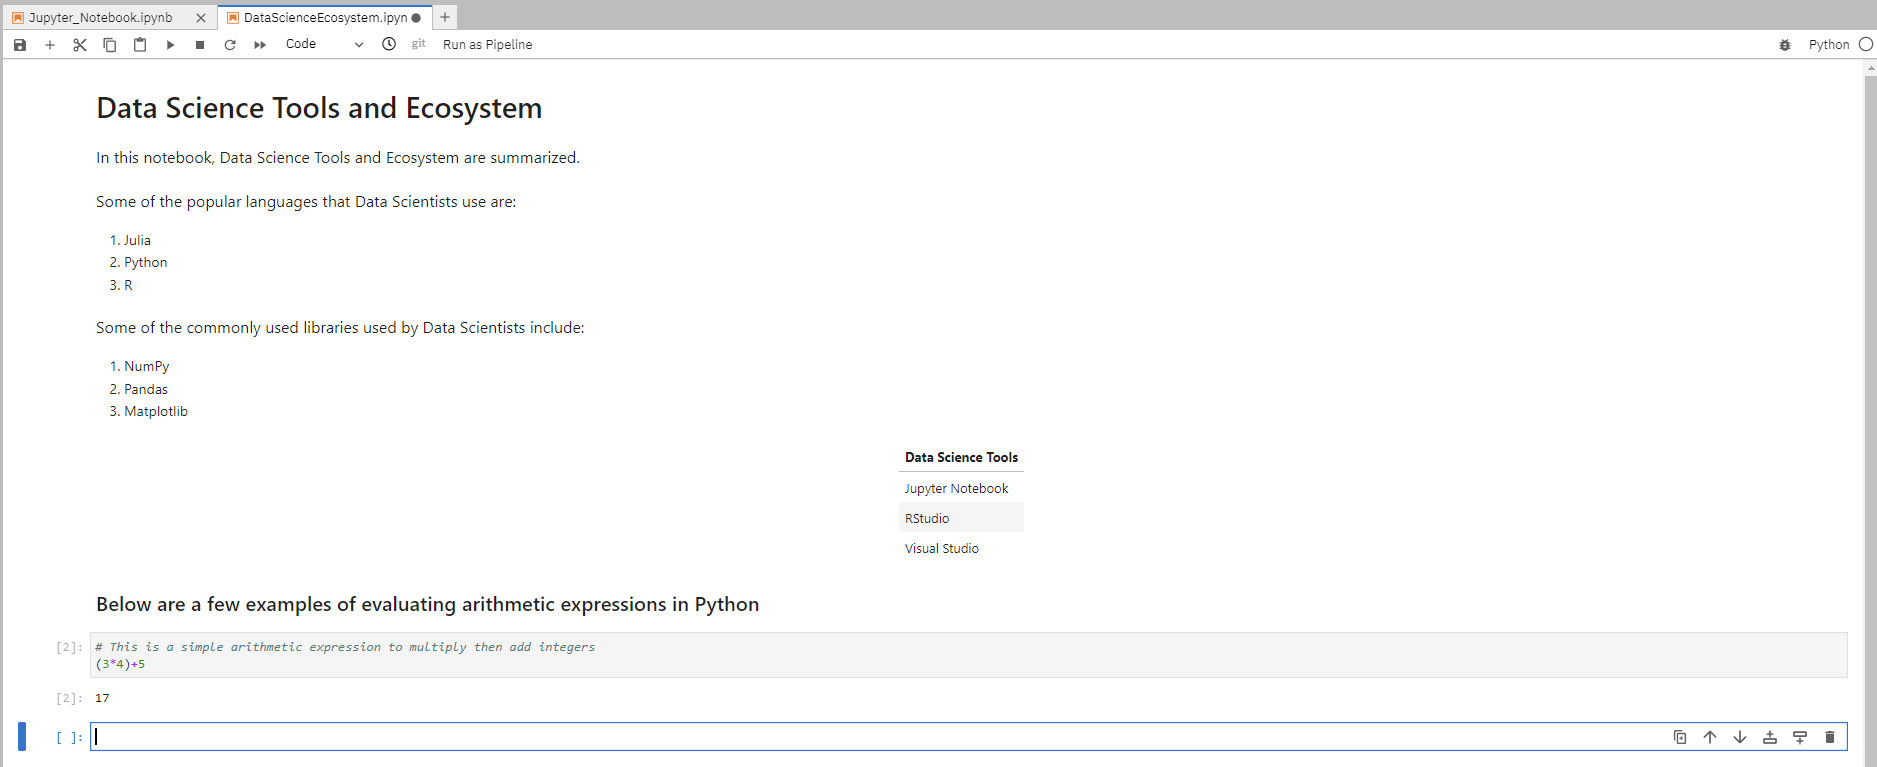 Jupyter_Notebook.ipynb
DataScienceEcosystem.ipyn
Code
git
Run as Pipeline
Python
Data Science Tools and Ecosystem
In this notebook, Data Science Tools and Ecosystem are summarized.
Some of the popular languages that Data Scientists use are:
1. Julia
2. Python
3. R
Some of the commonly used libraries used by Data Scientists include:
1. NumPy
2. Pandas
3. Matplotlib
Data Science Tools
Jupyter Notebook
RStudio
Visual Studio
Below are a few examples of evaluating arithmetic expressions in Python
[2]: # This is a simple arithmetic expression to multiply then add integers
(3*4)+5
[2]: 17
[ ]: